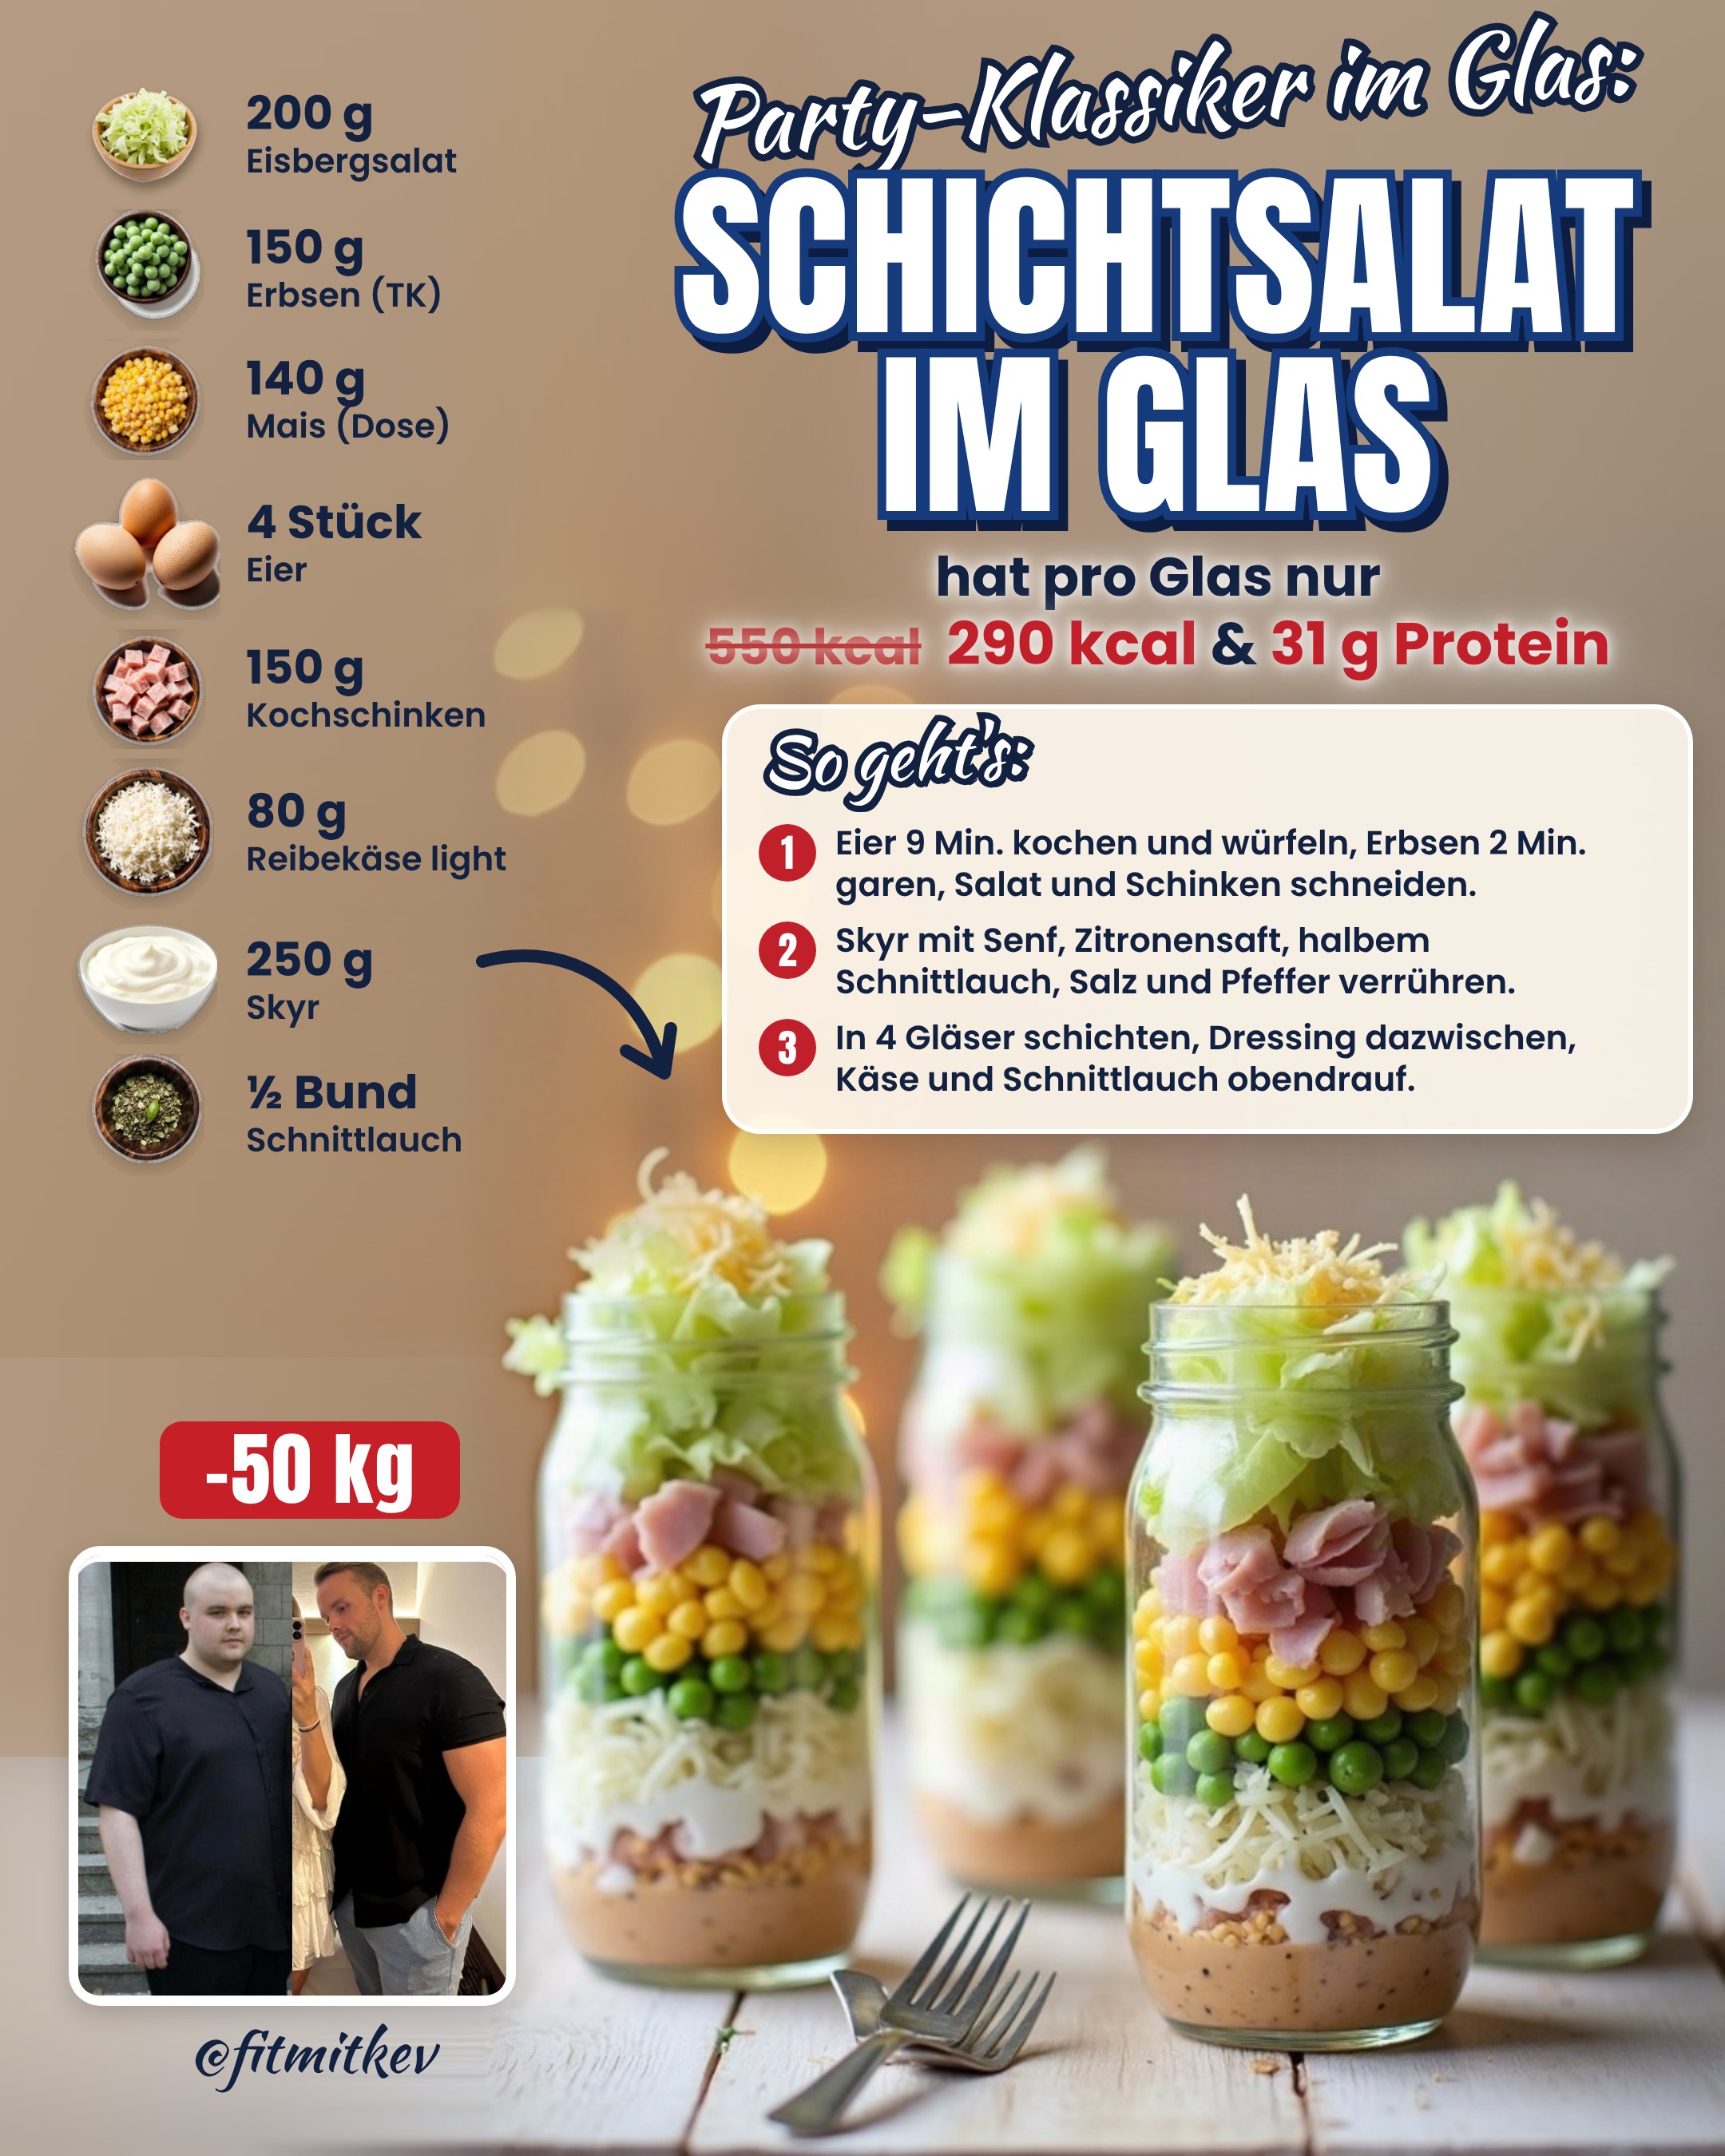 Party-Klassiker im Glas:
SCHICHTSALAT
IM GLAS
hat pro Glas nur
550 kcal 290 kcal & 31 g Protein
200 g
Eisbergsalat
150 g
Erbsen (TK)
140 g
Mais (Dose)
4 Stück
Eier
150 g
Kochschinken
80 g
Reibekäse light
250 g
Skyr
½ Bund
Schnittlauch
So geht's:
1 Eier 9 Min. kochen und würfeln, Erbsen 2 Min.
garen, Salat und Schinken schneiden.
2 Skyr mit Senf, Zitronensaft, halbem
Schnittlauch, Salz und Pfeffer verrühren.
3 In 4 Gläser schichten, Dressing dazwischen,
Käse und Schnittlauch obendrauf.
-50 kg
@fitmitkev